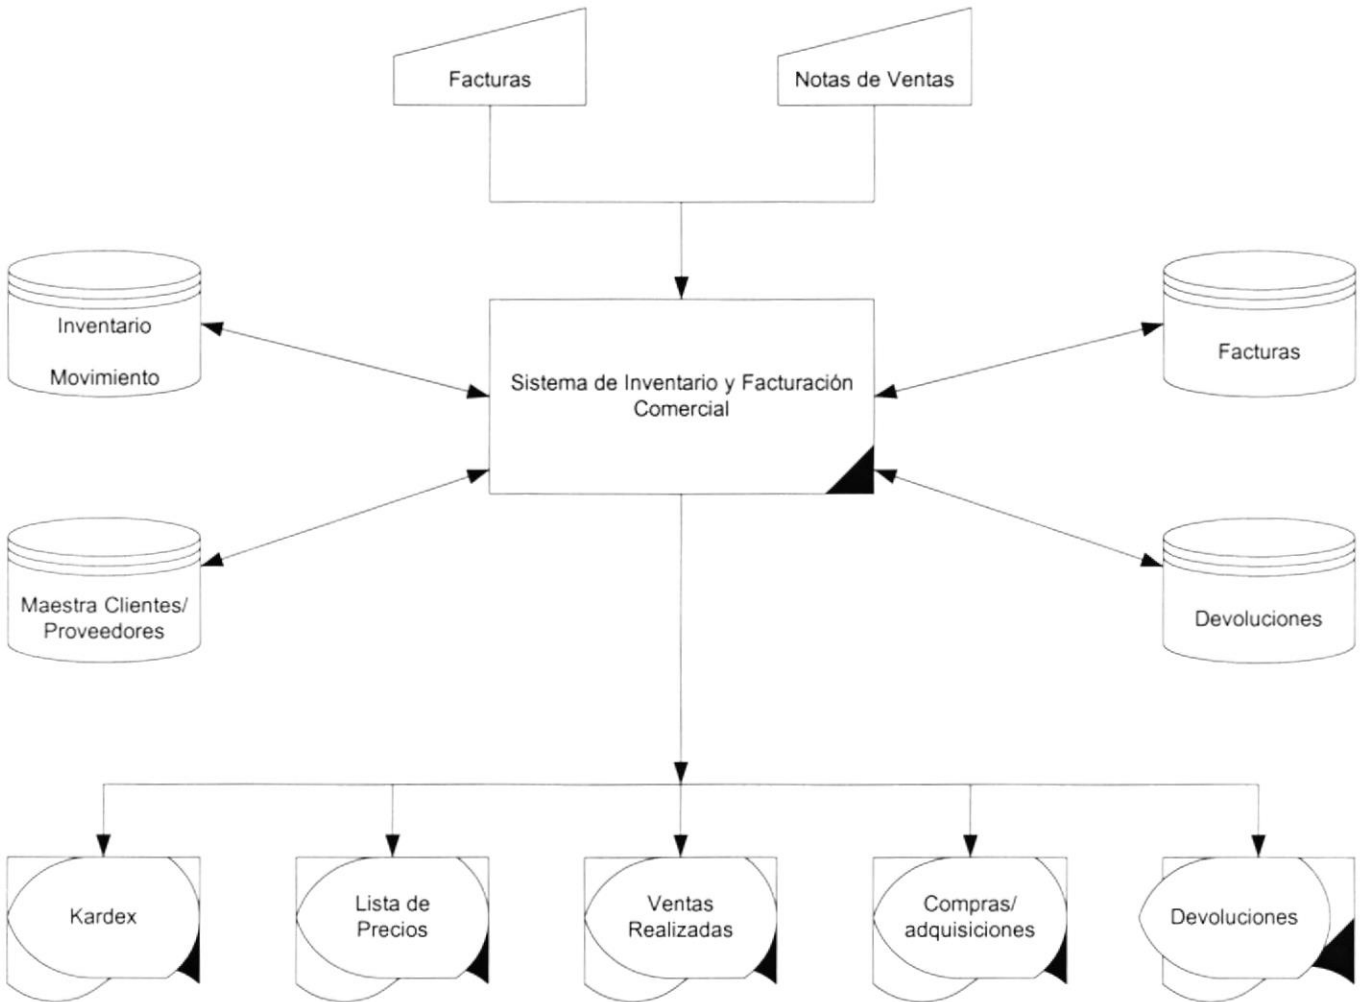 Facturas
Notas de Ventas
Inventario
Movimiento
Sistema de Inventario y Facturación
Comercial
Facturas
Maestra Clientes/
Proveedores
Devoluciones
Kardex
Lista de
Precios
Ventas
Realizadas
Compras/
adquisiciones
Devoluciones